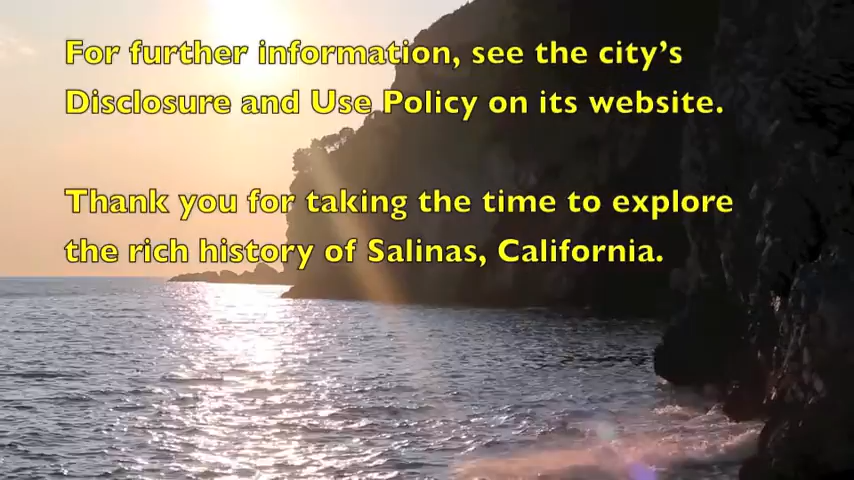 For further information, see the city’s
Disclosure and Use Policy on its website.
Thank you for taking the time to explore
the rich history of Salinas, California.